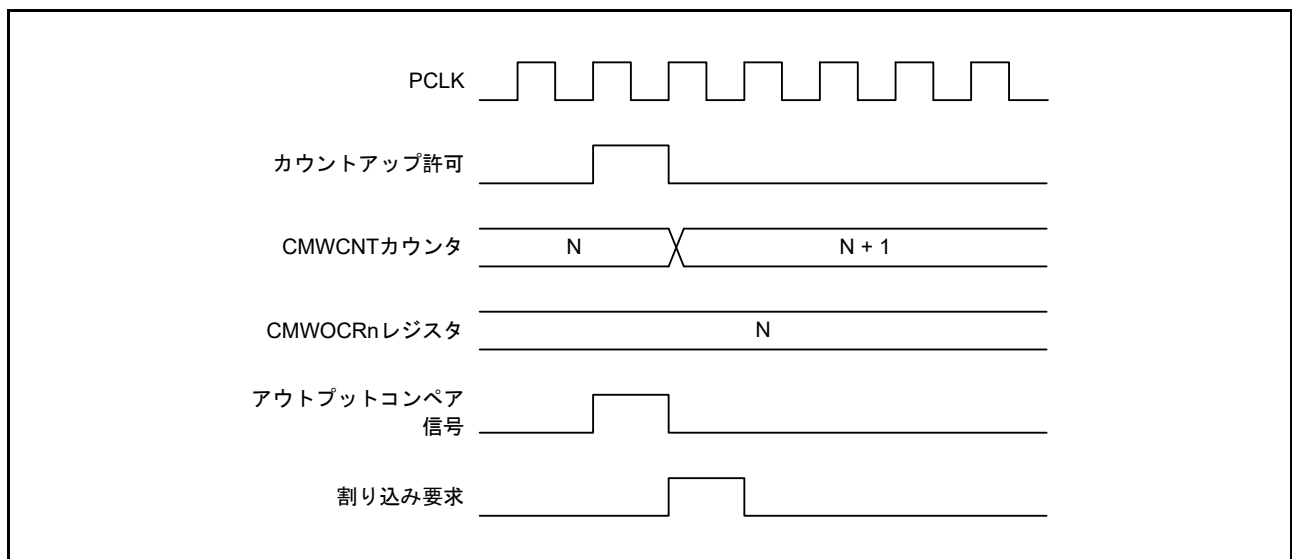 PCLK
カウントアップ許可
CMWCNTカウンタ
N
N + 1
CMWOCRnレジスタ
N
アウトプットコンペア
信号
割り込み要求